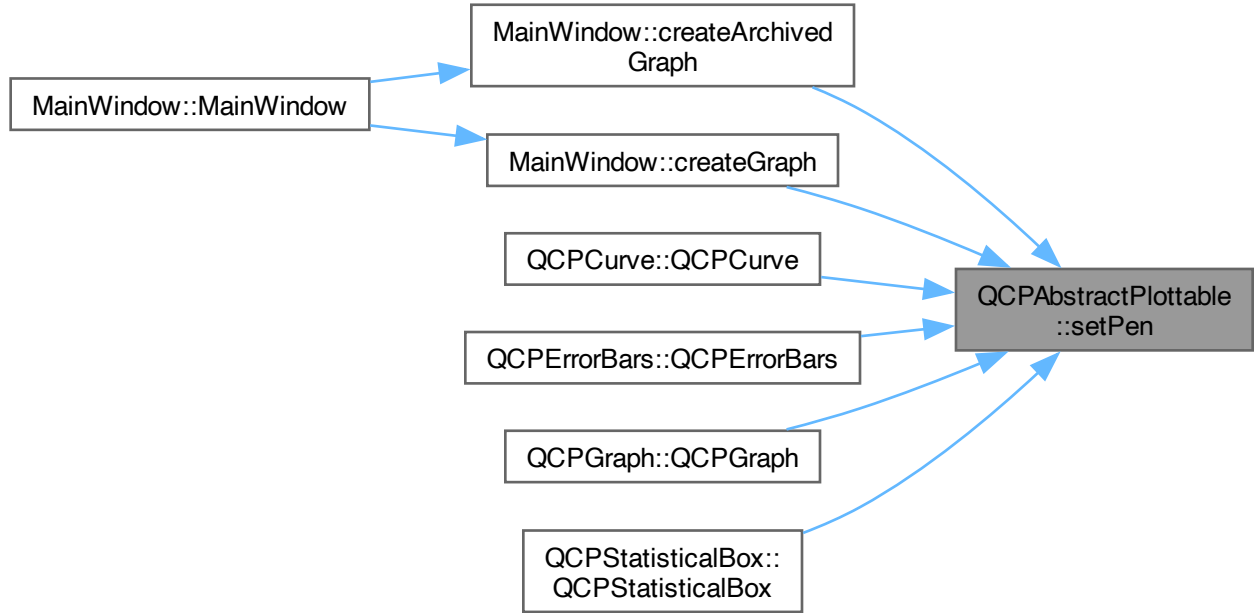 MainWindow::createArchived
Graph
MainWindow::MainWindow
MainWindow::createGraph
QCPCurve::QCPCurve
QCPAbstractPlottable
::setPen
QCPErrorBars::QCPErrorBars
QCPGraph::QCPGraph
QCPStatisticalBox::
QCPStatisticalBox